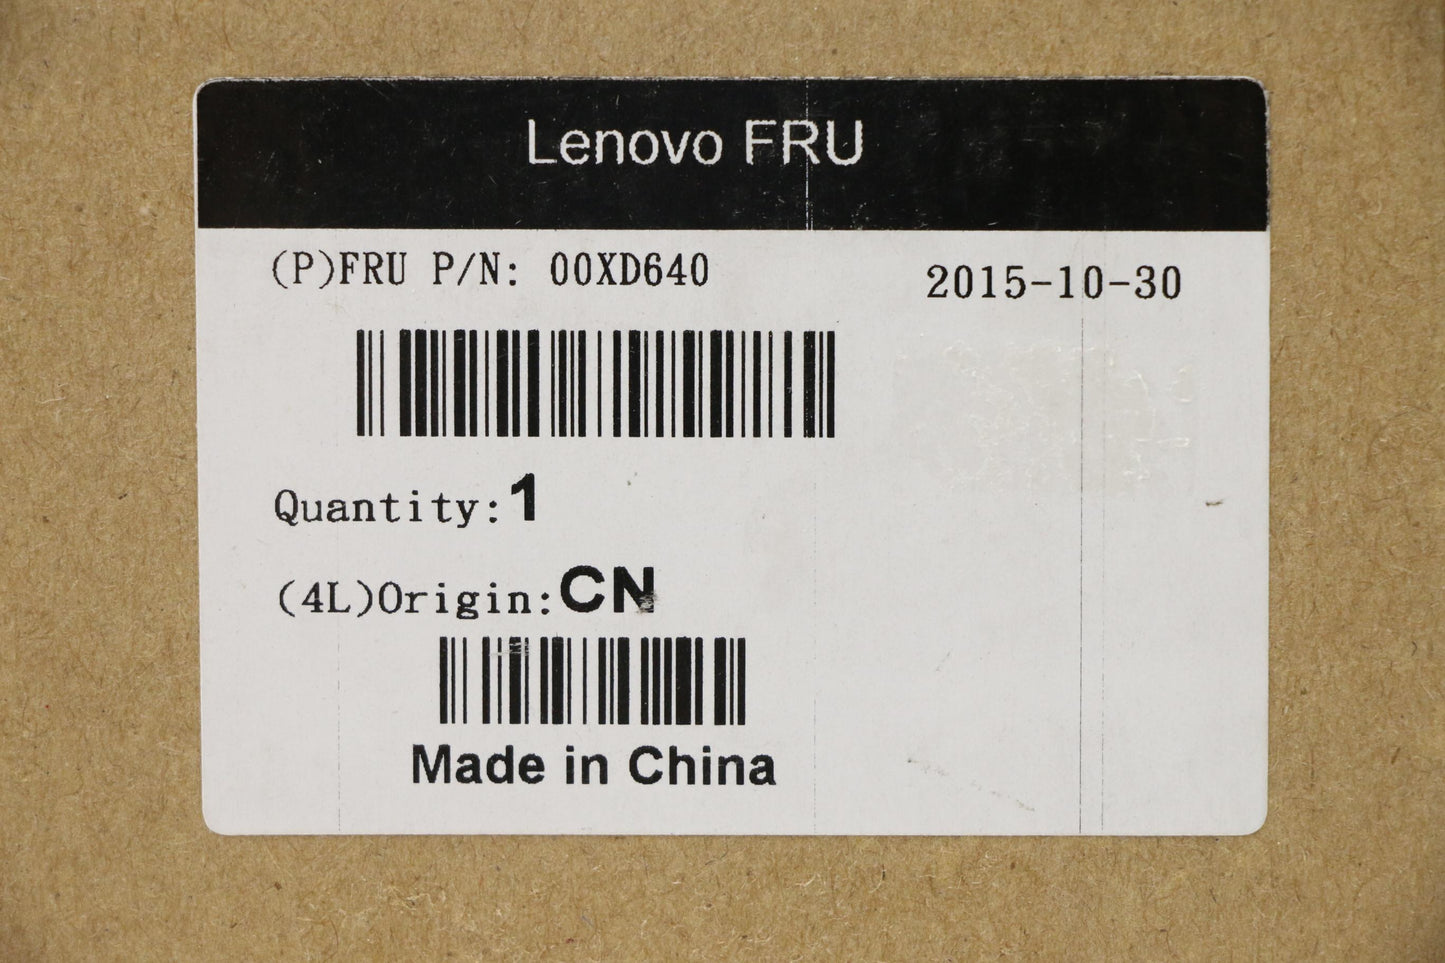 Lenovo FRU
(P)FRU P/N: 00XD640
2015-10-30
Quantity:1
(4L)Origin:CN
Made in China